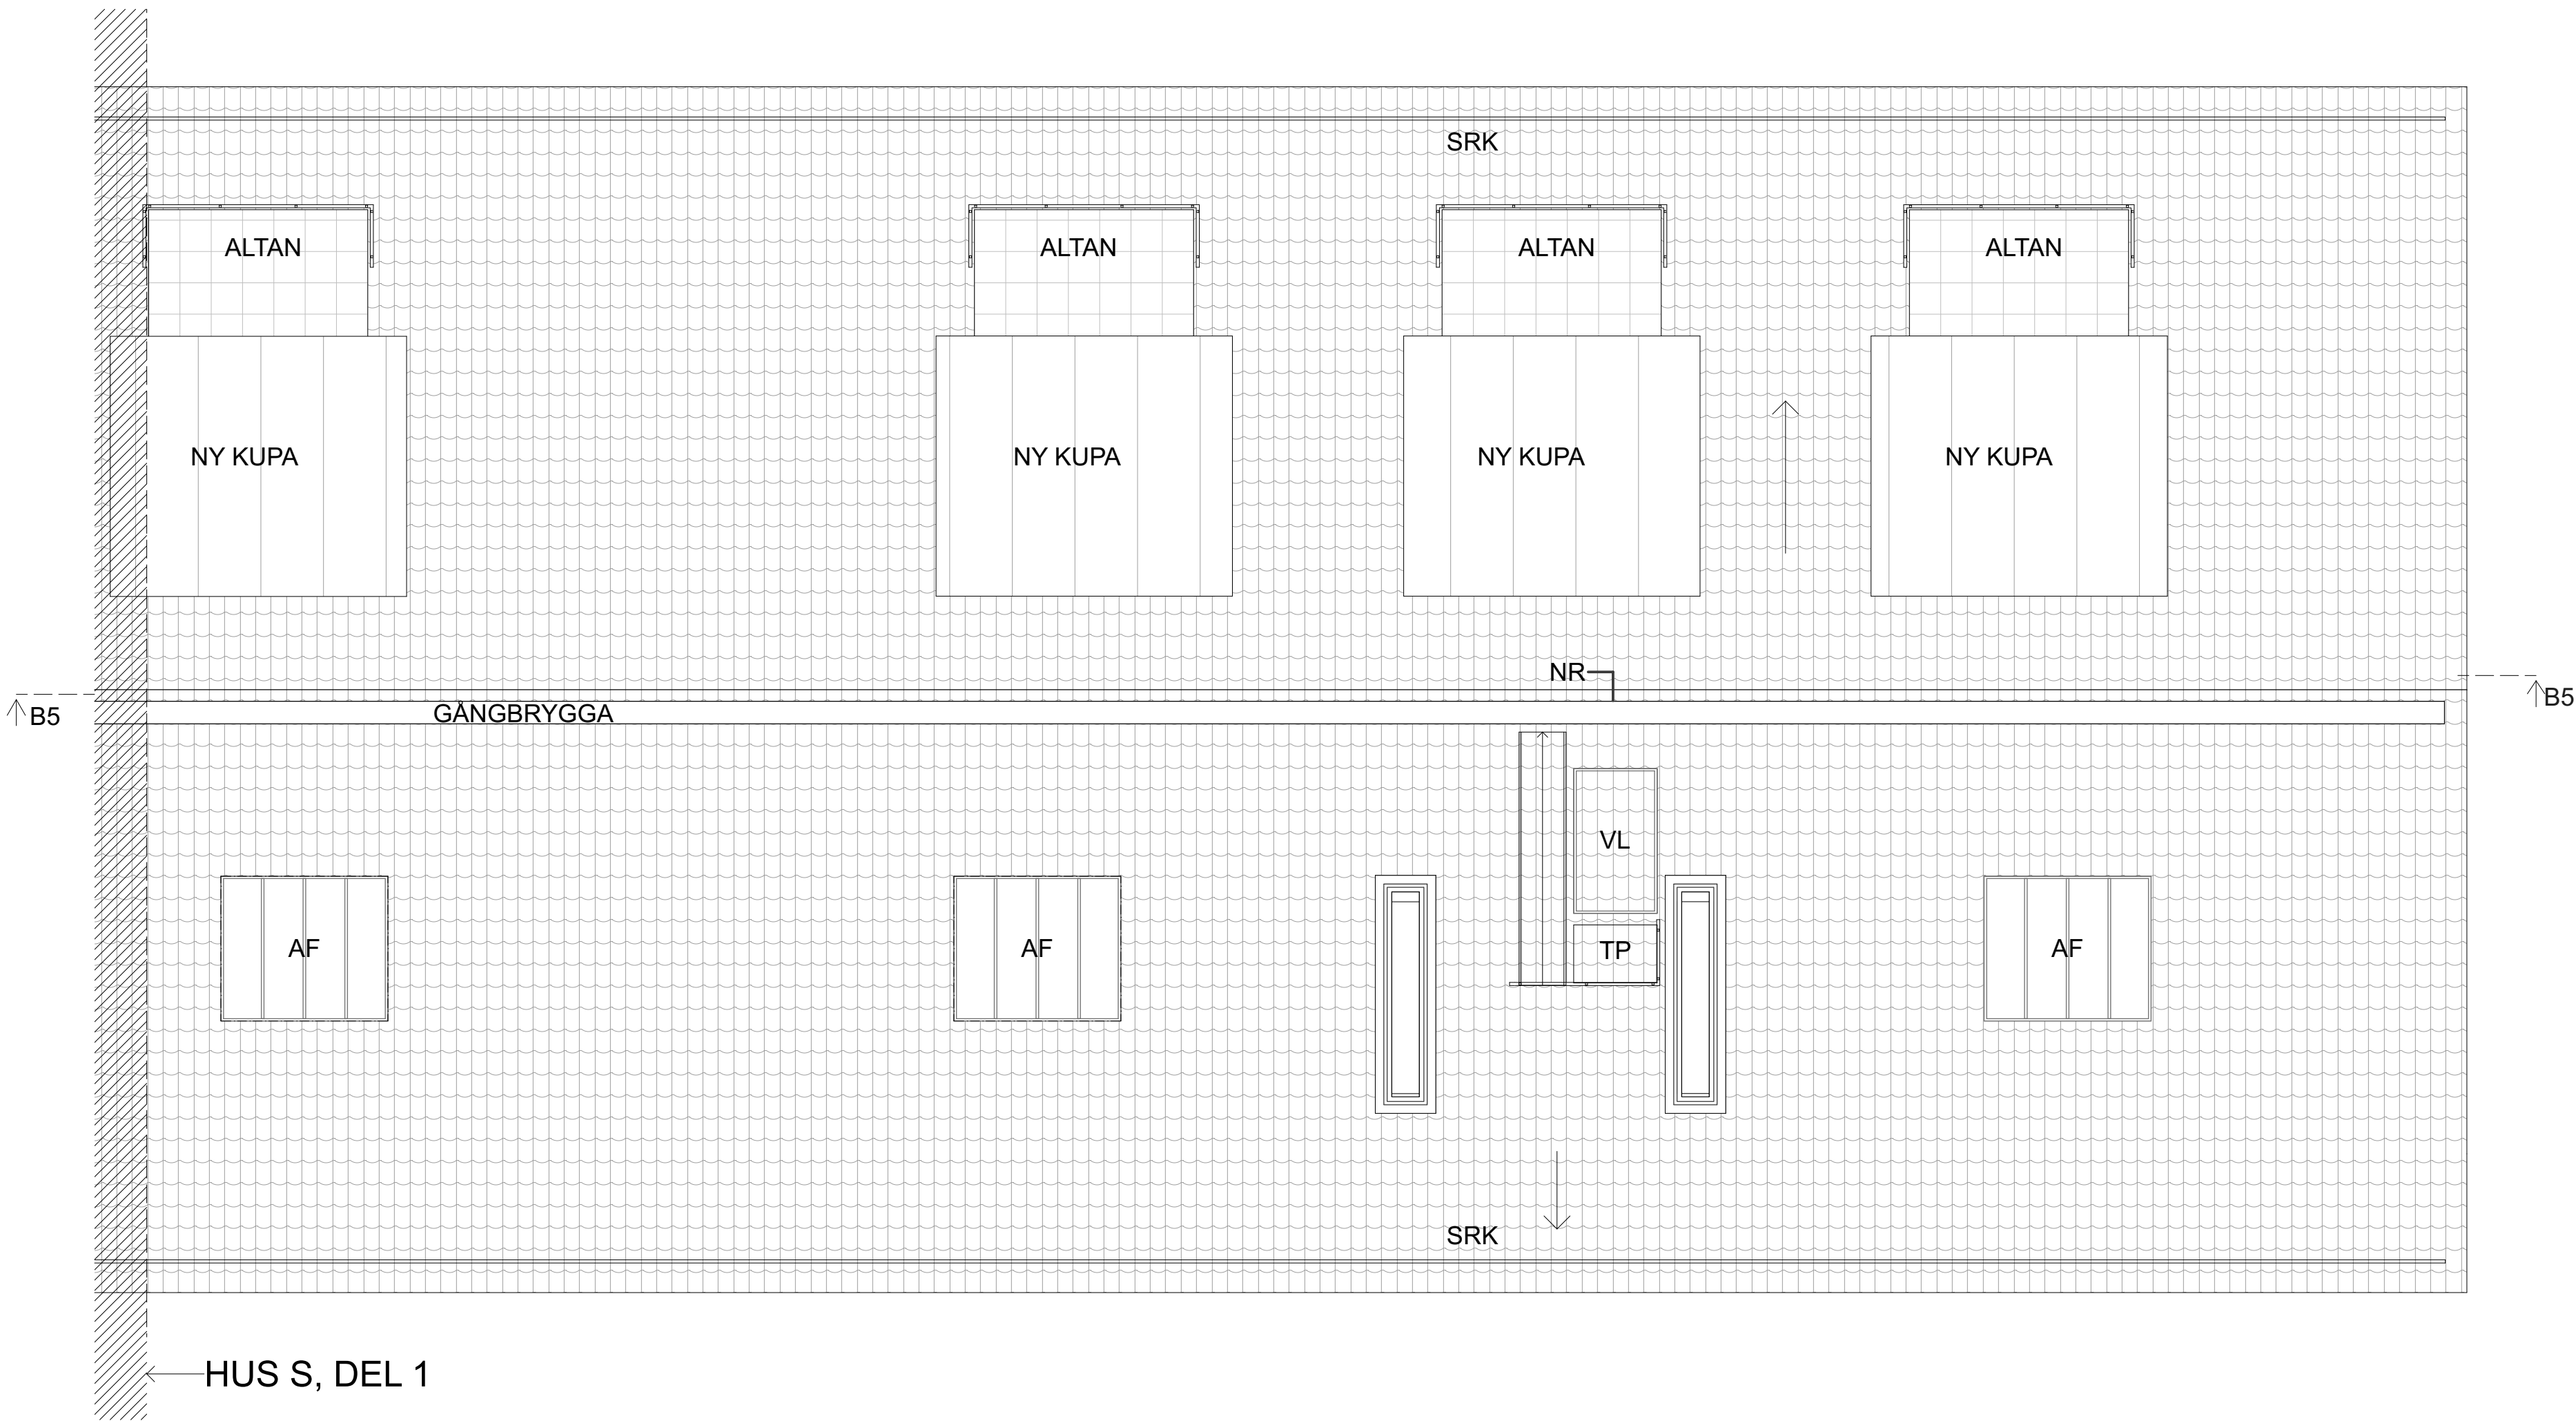 SRK
ALTAN
ALTAN
ALTAN
ALTAN
NY KUPA
NY KUPA
NY KUPA
NY KUPA
NR
B5
GÅNGBRYGGA
B5
VL
AF
AF
TP
AF
SRK
HUS S, DEL 1